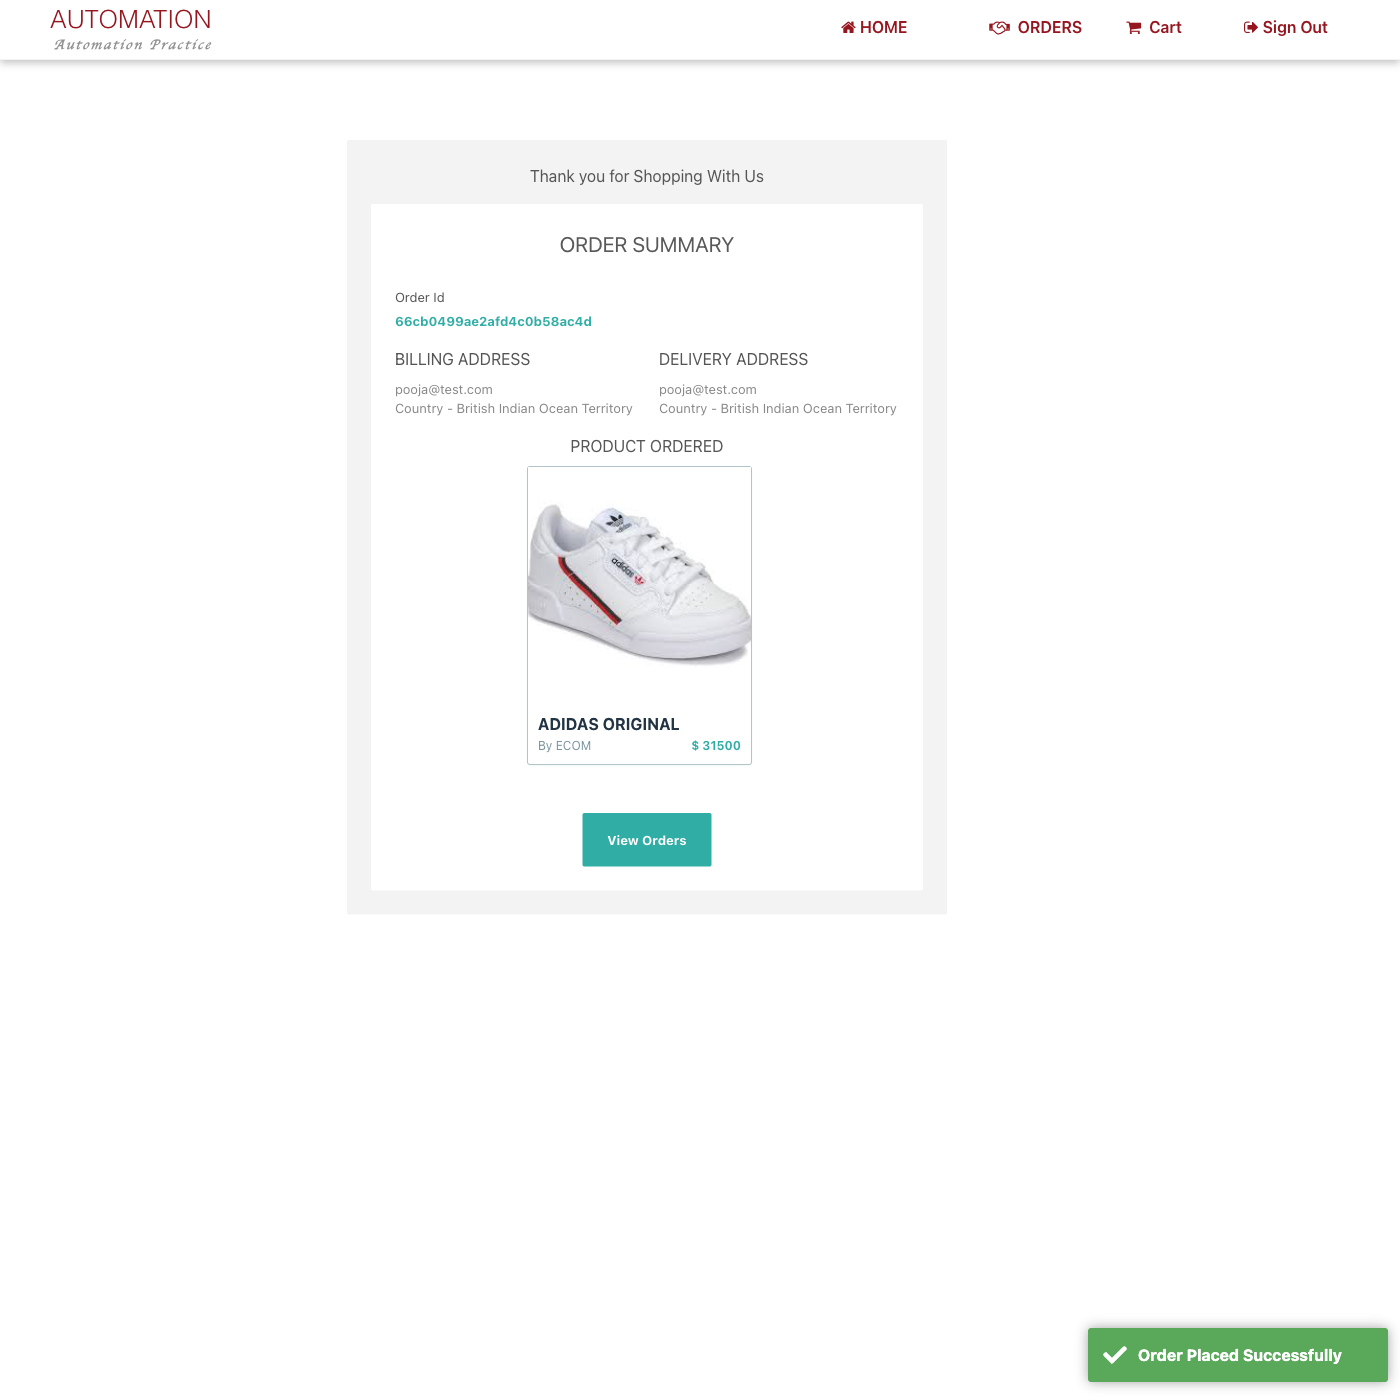 AUTOMATION
Automation Practice
HOME
ORDERS
Cart
Sign Out
Thank you for Shopping With Us
ORDER SUMMARY
Order Id
66cb0499ae2afd4c0b58ac4d
BILLING ADDRESS
pooja@test.com
Country - British Indian Ocean Territory
DELIVERY ADDRESS
pooja@test.com
Country - British Indian Ocean Territory
PRODUCT ORDERED
adidas
adidas
ADIDAS ORIGINAL
By ECOM
$ 31500
View Orders
Order Placed Successfully